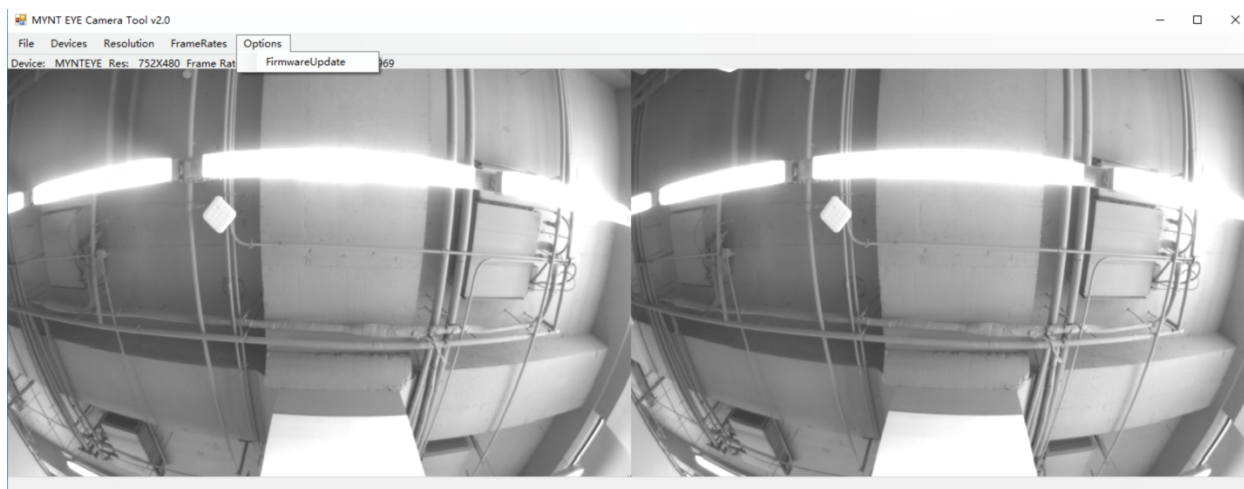 MYNT EYE Camera Tool v2.0
File Devices Resolution FrameRates Options
FirmwareUpdate
Device: MYNTEYE Res: 752X480 Frame Rat 969